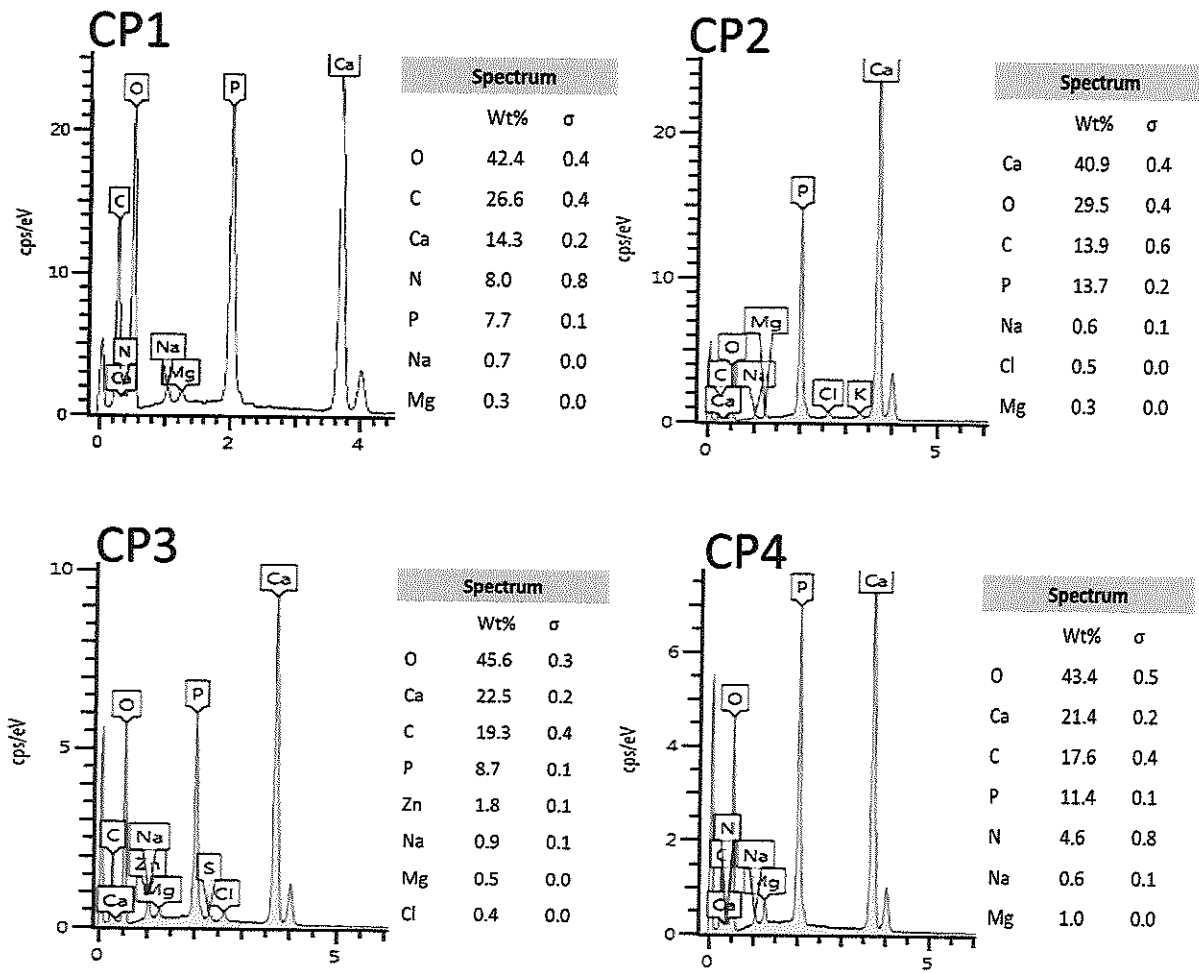 CP1
cps/eV
20
10
0
C
O
N
Ca
Na
Mg
P
Ca
0 2 4
Spectrum
Wt% σ
O 42.4 0.4
C 26.6 0.4
Ca 14.3 0.2
N 8.0 0.8
P 7.7 0.1
Na 0.7 0.0
Mg 0.3 0.0
CP2
cps/eV
20
10
0
O
C
Ca
Na
Mg
P
Cl
K
Ca
0 5
Spectrum
Wt% σ
Ca 40.9 0.4
O 29.5 0.4
C 13.9 0.6
P 13.7 0.2
Na 0.6 0.1
Cl 0.5 0.0
Mg 0.3 0.0
CP3
cps/eV
10
5
0
O
C
Ca
Na
Zn
Mg
P
S
Cl
Ca
0 5
Spectrum
Wt% σ
O 45.6 0.3
Ca 22.5 0.2
C 19.3 0.4
P 8.7 0.1
Zn 1.8 0.1
Na 0.9 0.1
Mg 0.5 0.0
Cl 0.4 0.0
CP4
cps/eV
6
4
2
0
O
N
C
Ca
Na
Mg
P
Ca
0 5
Spectrum
Wt% σ
O 43.4 0.5
Ca 21.4 0.2
C 17.6 0.4
P 11.4 0.1
N 4.6 0.8
Na 0.6 0.1
Mg 1.0 0.0